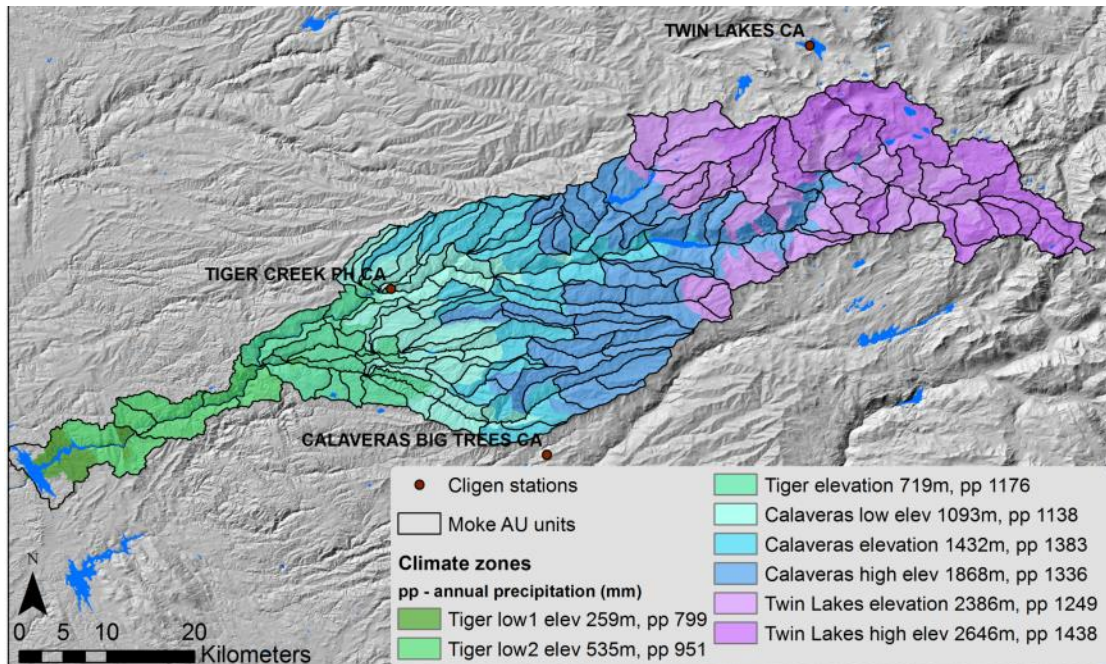 TWIN LAKES CA
TIGER CREEK PH CA
CALAVERAS BIG TREES CA
N
0 5 10 20
Kilometers
Cligen stations
Moke AU units
Climate zones
pp - annual precipitation (mm)
Tiger low1 elev 259m, pp 799
Tiger low2 elev 535m, pp 951
Tiger elevation 719m, pp 1176
Calaveras low elev 1093m, pp 1138
Calaveras elevation 1432m, pp 1383
Calaveras high elev 1868m, pp 1336
Twin Lakes elevation 2386m, pp 1249
Twin Lakes high elev 2646m, pp 1438